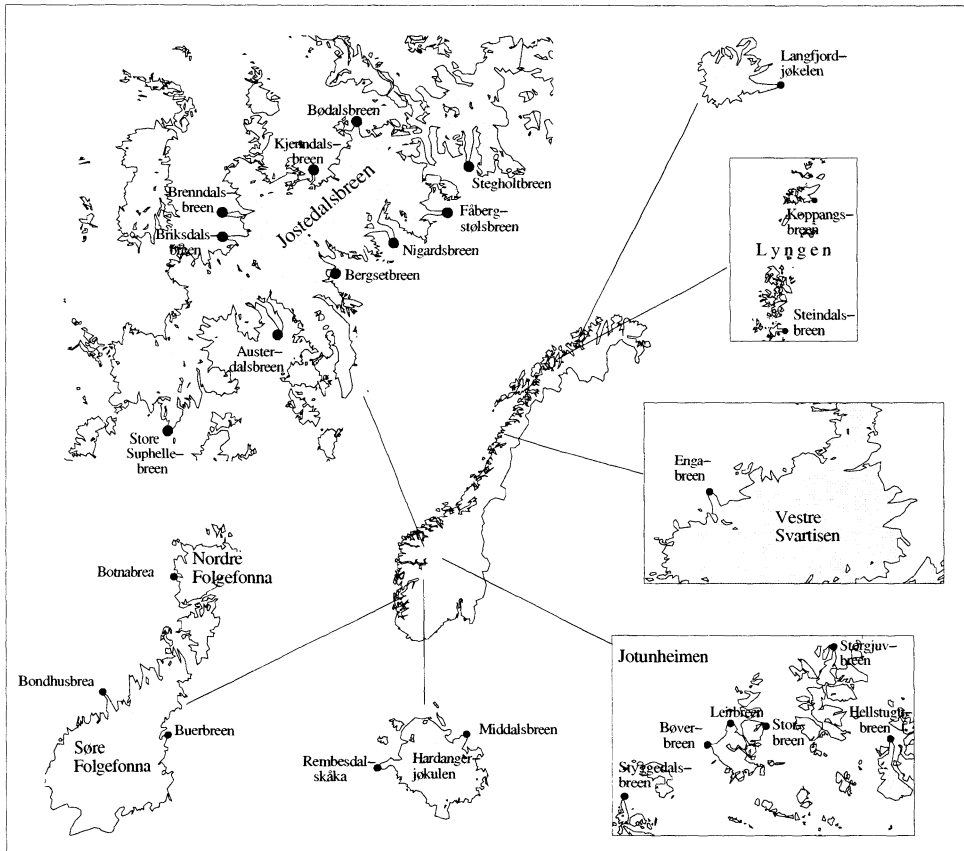 Langfjord–
jøkelen
Bødalsbreen
Kjenndals–
breen
Stegholtbreen
Brenndals–
breen
Jostedalsbreen
Fåberg–
stølsbreen
Koppangs–
breen
Briksdals
breen
Nigardsbreen
Lyngen
Bergsetbreen
Steindals–
breen
Auster–
dalsbreen
Store
Suphelle–
breen
Enga–
breen
Vestre
Svartisen
Nordre
Folgefonna
Botnabrea
Jotunheimen
Storgjuv–
breen
Bondhusbrea
Leirbreen
Stor–
breen
Hellstugu–
breen
Bøver–
breen
Buerbreen
Middalsbreen
Søre
Folgefonna
Rembesdal–
skåka
Hardanger–
jøkulen
Styggedals–
breen